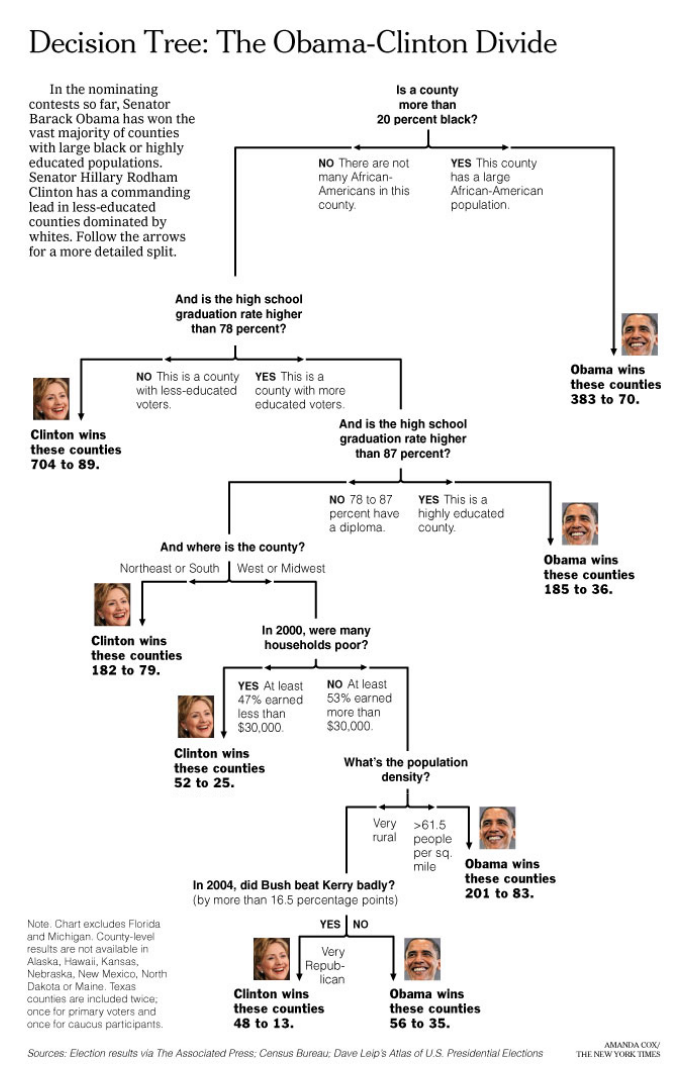 Decision Tree: The Obama-Clinton Divide
In the nominating
contests so far, Senator
Barack Obama has won the
vast majority of counties
with large black or highly
educated populations.
Senator Hillary Rodham
Clinton has a commanding
lead in less-educated
counties dominated by
whites. Follow the arrows
for a more detailed split.
Is a county
more than
20 percent black?
NO There are not
many African-
Americans in this
county.
YES This county
has a large
African-American
population.
And is the high school
graduation rate higher
than 78 percent?
Obama wins
these counties
383 to 70.
NO This is a county
with less-educated
voters.
YES This is a
county with more
educated voters.
Clinton wins
these counties
704 to 89.
And is the high school
graduation rate higher
than 87 percent?
NO 78 to 87
percent have
a diploma.
YES This is a
highly educated
county.
Obama wins
these counties
185 to 36.
And where is the county?
Northeast or South
West or Midwest
Clinton wins
these counties
182 to 79.
In 2000, were many
households poor?
YES At least
47% earned
less than
$30,000.
NO At least
53% earned
more than
$30,000.
Clinton wins
these counties
52 to 25.
What's the population
density?
Very
rural
>61.5
people
per sq.
mile
Obama wins
these counties
201 to 83.
In 2004, did Bush beat Kerry badly?
(by more than 16.5 percentage points)
YES
NO
Very
Repub-
lican
Clinton wins
these counties
48 to 13.
Obama wins
these counties
56 to 35.
Note. Chart excludes Florida
and Michigan. County-level
results are not available in
Alaska, Hawaii, Kansas,
Nebraska, New Mexico, North
Dakota or Maine. Texas
counties are included twice;
once for primary voters and
once for caucus participants.
Sources: Election results via The Associated Press; Census Bureau; Dave Leip's Atlas of U.S. Presidential Elections
AMANDA COX/
THE NEW YORK TIMES